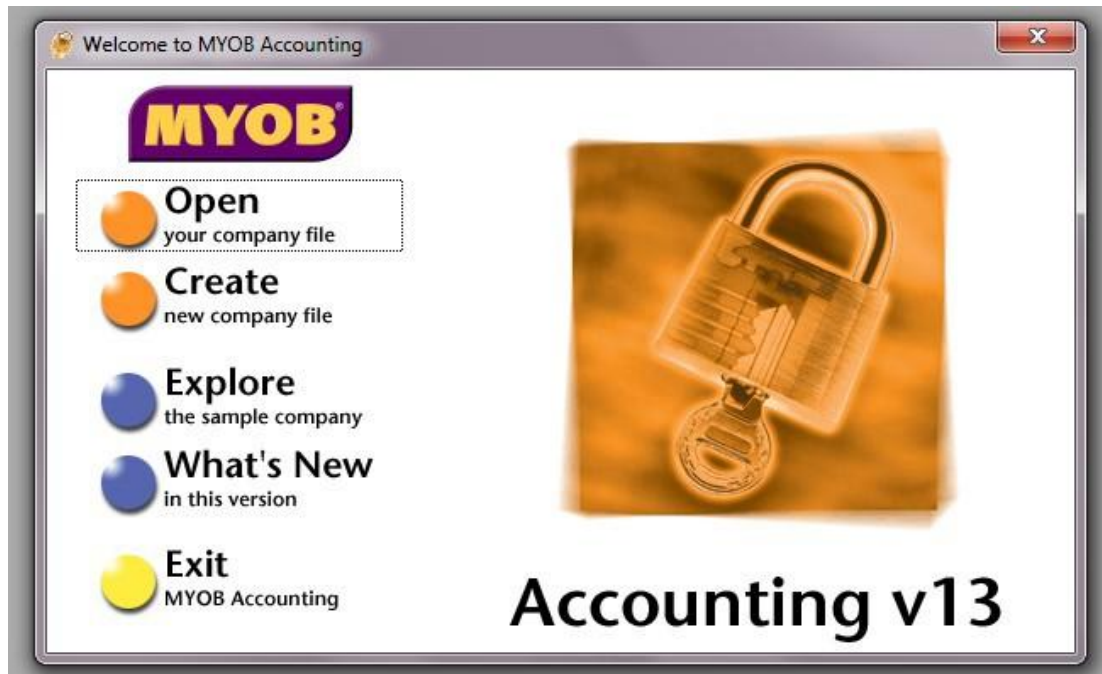 Welcome to MYOB Accounting
MYOB®
Open
your company file
Create
new company file
Explore
the sample company
What's New
in this version
Exit
MYOB Accounting
Accounting v13